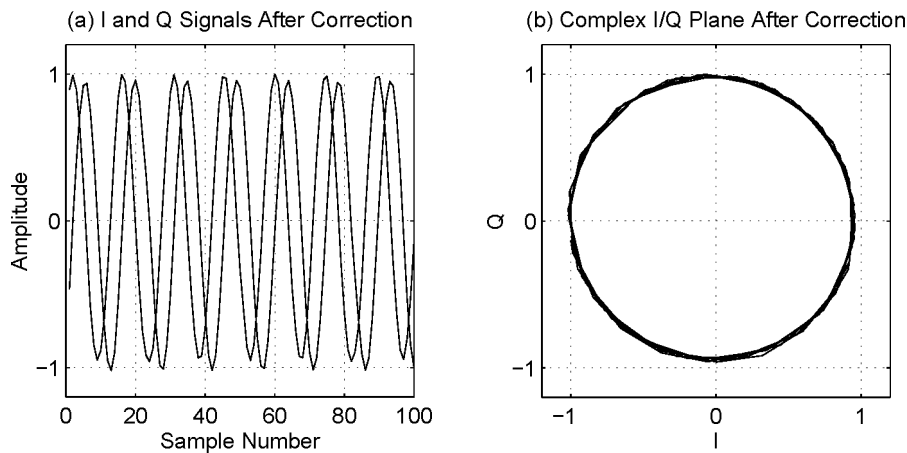 (a) I and Q Signals After Correction
1
0
−1
Amplitude
0
20
40
60
80
100
Sample Number
(b) Complex I/Q Plane After Correction
1
0
−1
Q
−1
0
1
I